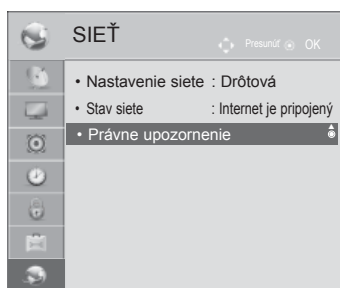 SIEŤ
Presunúť OK
• Nastavenie siete : Drôtová
• Stav siete : Internet je pripojený
• Právne upozornenie